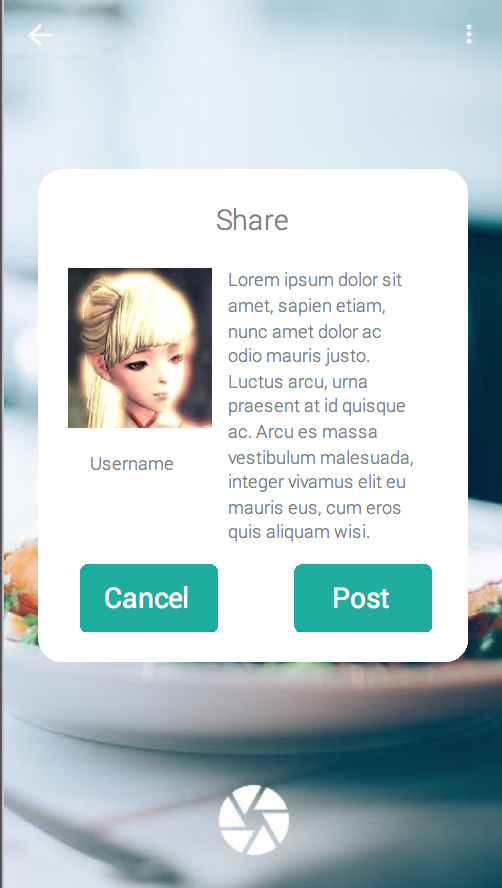 Share
Lorem ipsum dolor sit
amet, sapien etiam,
nunc amet dolor ac
odio mauris justo.
Luctus arcu, urna
praesent at id quisque
ac. Arcu es massa
vestibulum malesuada,
integer vivamus elit eu
mauris eus, cum eros
quis aliquam wisi.
Username
Cancel
Post